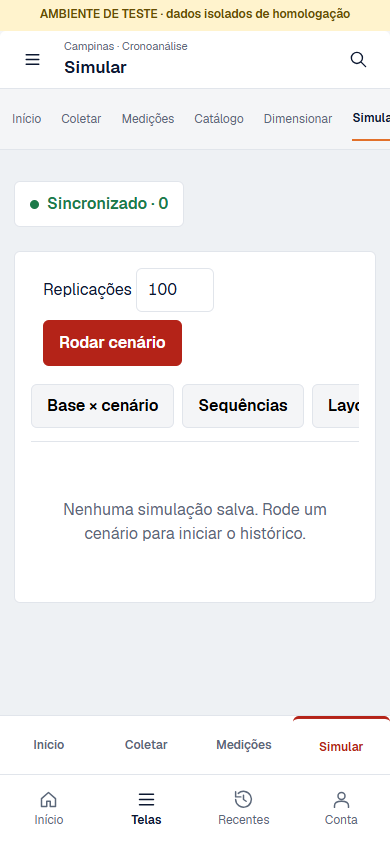 AMBIENTE DE TESTE · dados isolados de homologação
Campinas · Cronoanálise
Simular
Início Coletar Medições Catálogo Dimensionar Simula
Sincronizado · 0
Replicações 100
Rodar cenário
Base × cenário Sequências Layo
Nenhuma simulação salva. Rode um
cenário para iniciar o histórico.
Início Coletar Medições Simular
Início Telas Recentes Conta